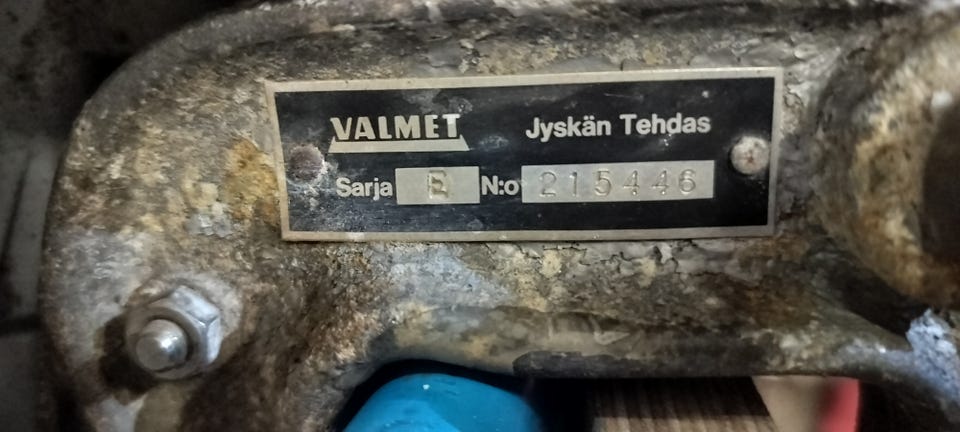 VALMET Jyskän Tehdas
Sarja E N:o 215446